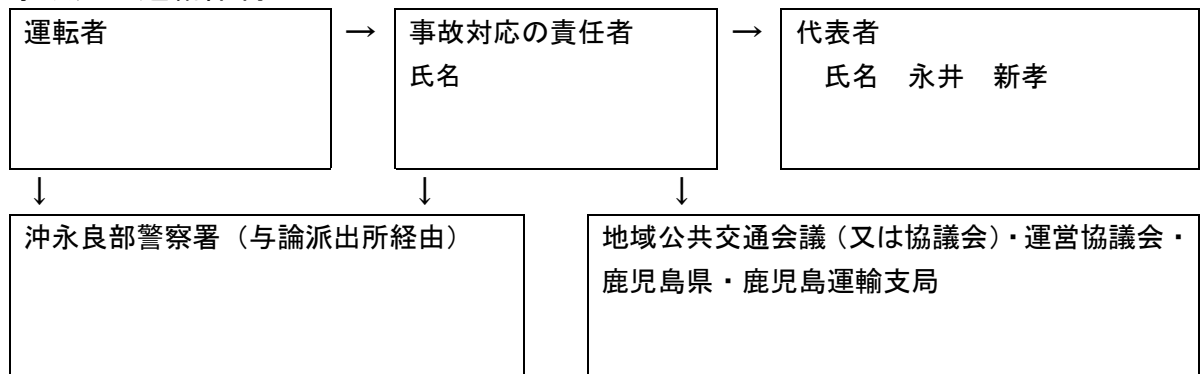 運転者
→
事故対応の責任者
氏名
→
代表者
氏名　永井　新孝
↓
↓
↓
沖永良部警察署（与論派出所経由）
地域公共交通会議（又は協議会）・運営協議会・
鹿児島県・鹿児島運輸支局